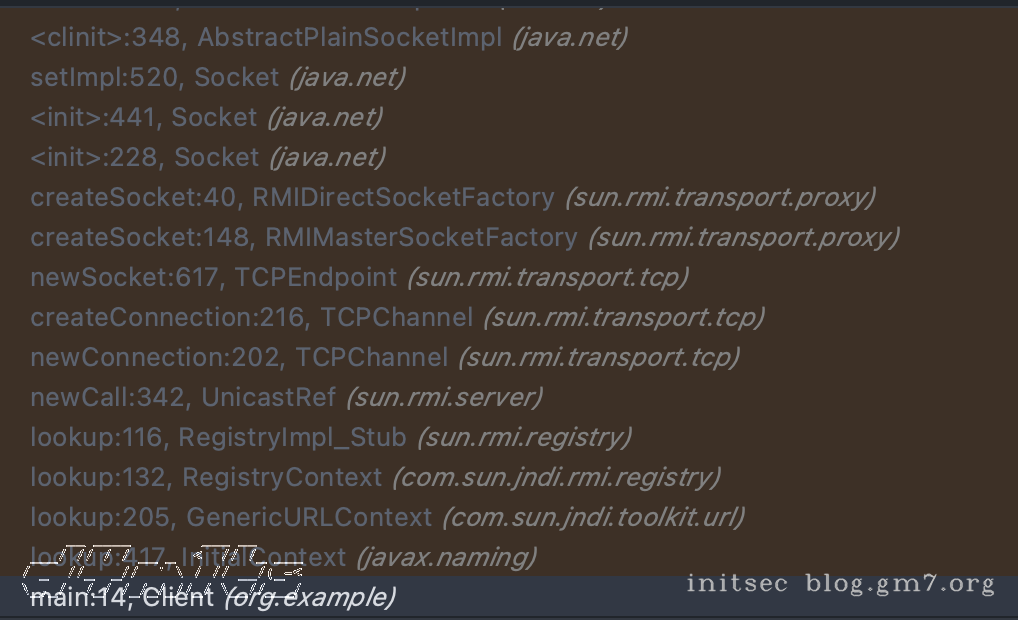 <clinit>:348, AbstractPlainSocketImpl (java.net)
setImpl:520, Socket (java.net)
<init>:441, Socket (java.net)
<init>:228, Socket (java.net)
createSocket:40, RMIDirectSocketFactory (sun.rmi.transport.proxy)
createSocket:148, RMIMasterSocketFactory (sun.rmi.transport.proxy)
newSocket:617, TCPEndpoint (sun.rmi.transport.tcp)
createConnection:216, TCPChannel (sun.rmi.transport.tcp)
newConnection:202, TCPChannel (sun.rmi.transport.tcp)
newCall:342, UnicastRef (sun.rmi.server)
lookup:116, RegistryImpl_Stub (sun.rmi.registry)
lookup:132, RegistryContext (com.sun.jndi.rmi.registry)
lookup:205, GenericURLContext (com.sun.jndi.toolkit.url)
lookup:417, InitialContext (javax.naming)
main:14, Client (org.example)
initsec blog.gm7.org